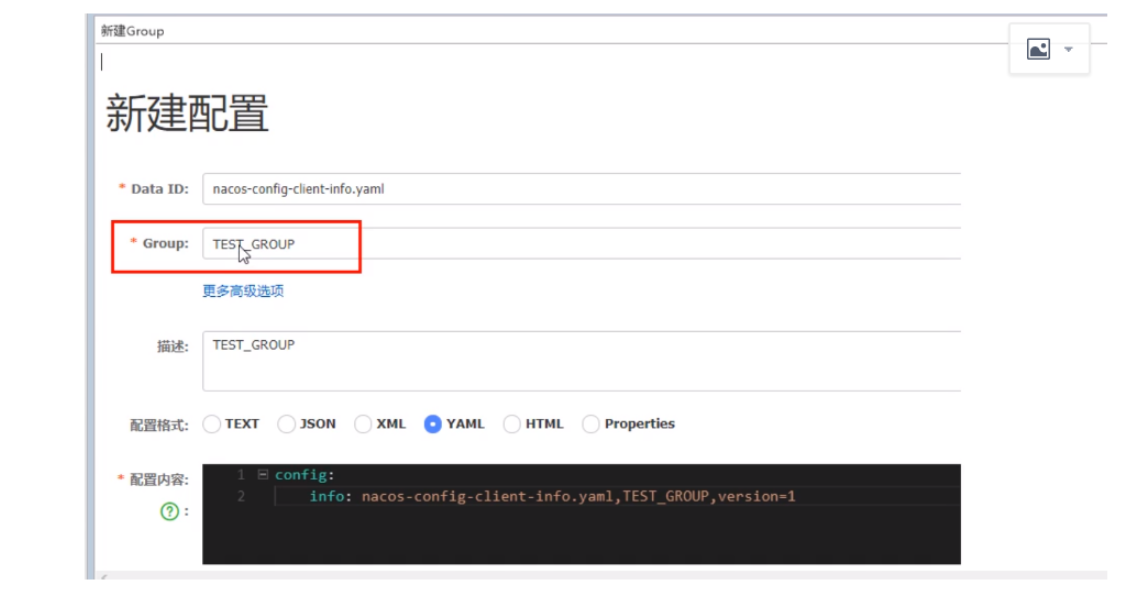 新建Group
新建配置
* Data ID: nacos-config-client-info.yaml
* Group: TEST_GROUP
更多高级选项
描述: TEST_GROUP
配置格式: TEXT JSON XML YAML HTML Properties
* 配置内容: 1 config:
2 info: nacos-config-client-info.yaml,TEST_GROUP,version=1
? :